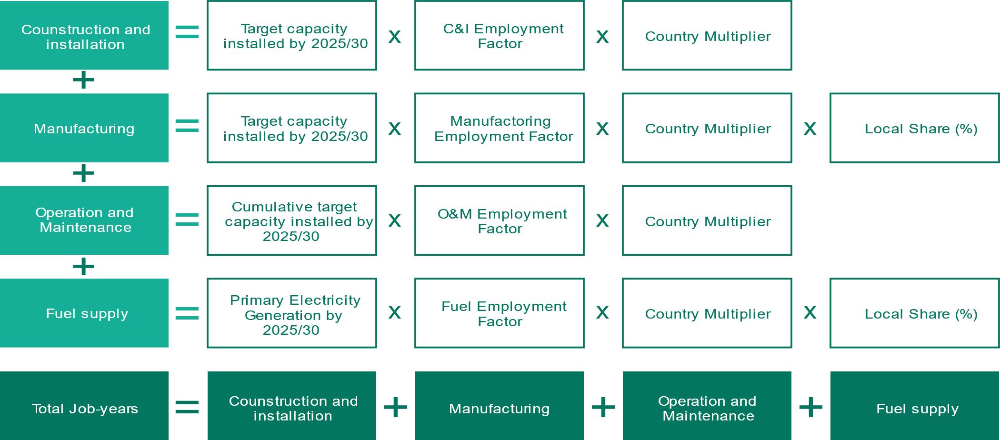 Counstruction and
installation
=
Target capacity
installed by 2025/30
x
C&I Employment
Factor
x
Country Multiplier
+
Manufacturing
=
Target capacity
installed by 2025/30
x
Manufactoring
Employment Factor
x
Country Multiplier
x
Local Share (%)
+
Operation and
Maintenance
=
Cumulative target
capacity installed by
2025/30
x
O&M Employment
Factor
x
Country Multiplier
+
Fuel supply
=
Primary Electricity
Generation by
2025/30
x
Fuel Employment
Factor
x
Country Multiplier
x
Local Share (%)
Total Job-years
=
Counstruction and
installation
+
Manufacturing
+
Operation and
Maintenance
+
Fuel supply